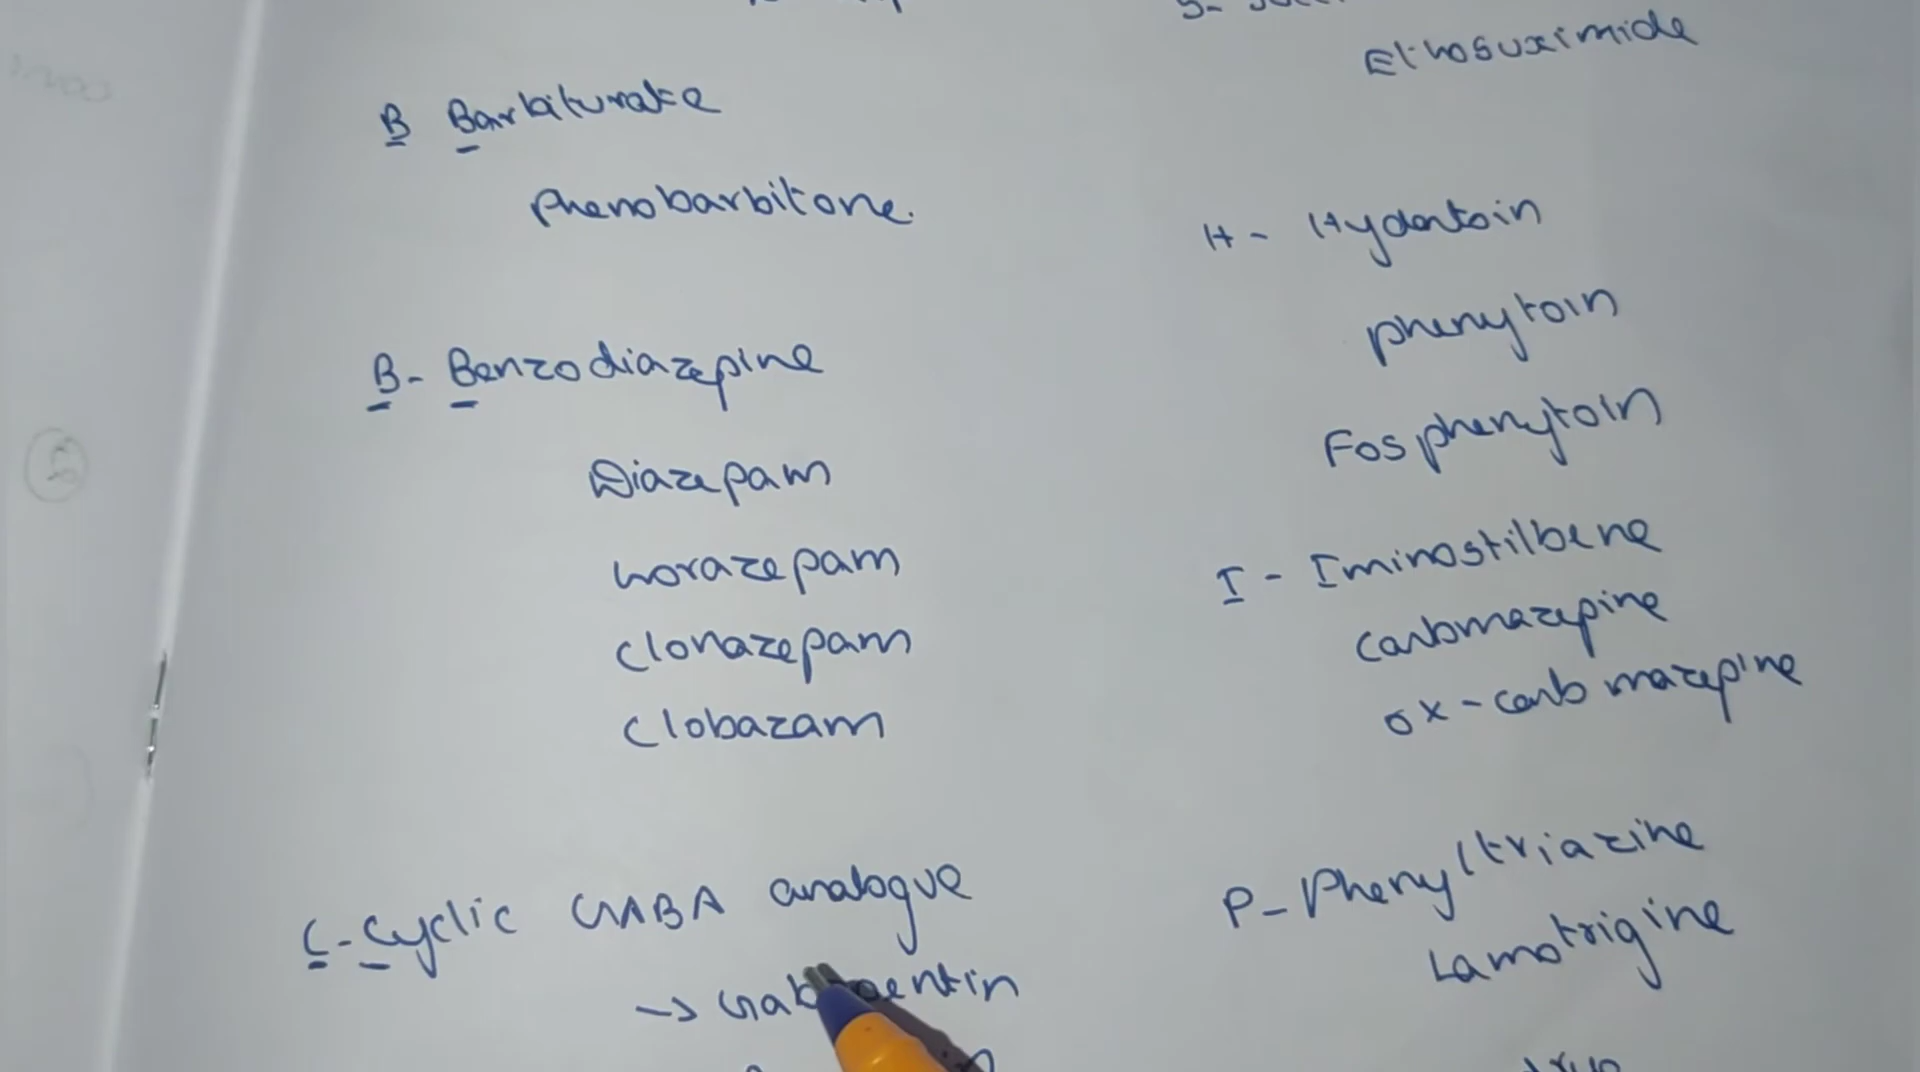 B Barbiturate
Phenobarbitone.
B- Benzodiazepine
Diazepam
Lorazepam
Clonazepam
Clobazam
C-Cyclic GABA analogue
→
Ethosuximide
H- Hydantoin
phenytoin
Fosphenytoin
I - Iminostilbene
Carbmazepine
ox-carbmazepine
P-Phenyltriazine
Lamotrigine